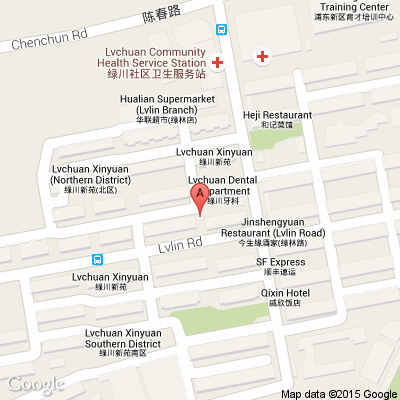 陈春路
Chenchun Rd
Training Center
浦东新区育才培训中心
Lvchuan Community
Health Service Station
绿川社区卫生服务站
Hualian Supermarket
(Lvlin Branch)
华联超市(绿林店)
Heji Restaurant
和记菜馆
Lvchuan Xinyuan
绿川新苑
Lvchuan Xinyuan
(Northern District)
绿川新苑(北区)
Lvchuan Dental
Department
绿川牙科
A
Jinshengyuan
Restaurant (Lvlin Road)
今生缘酒家(绿林路)
Lvlin Rd
SF Express
顺丰速运
Lvchuan Xinyuan
绿川新苑
Qixin Hotel
戚欣饭店
Lvchuan Xinyuan
Southern District
绿川新苑南区
Google
Map data ©2015 Google